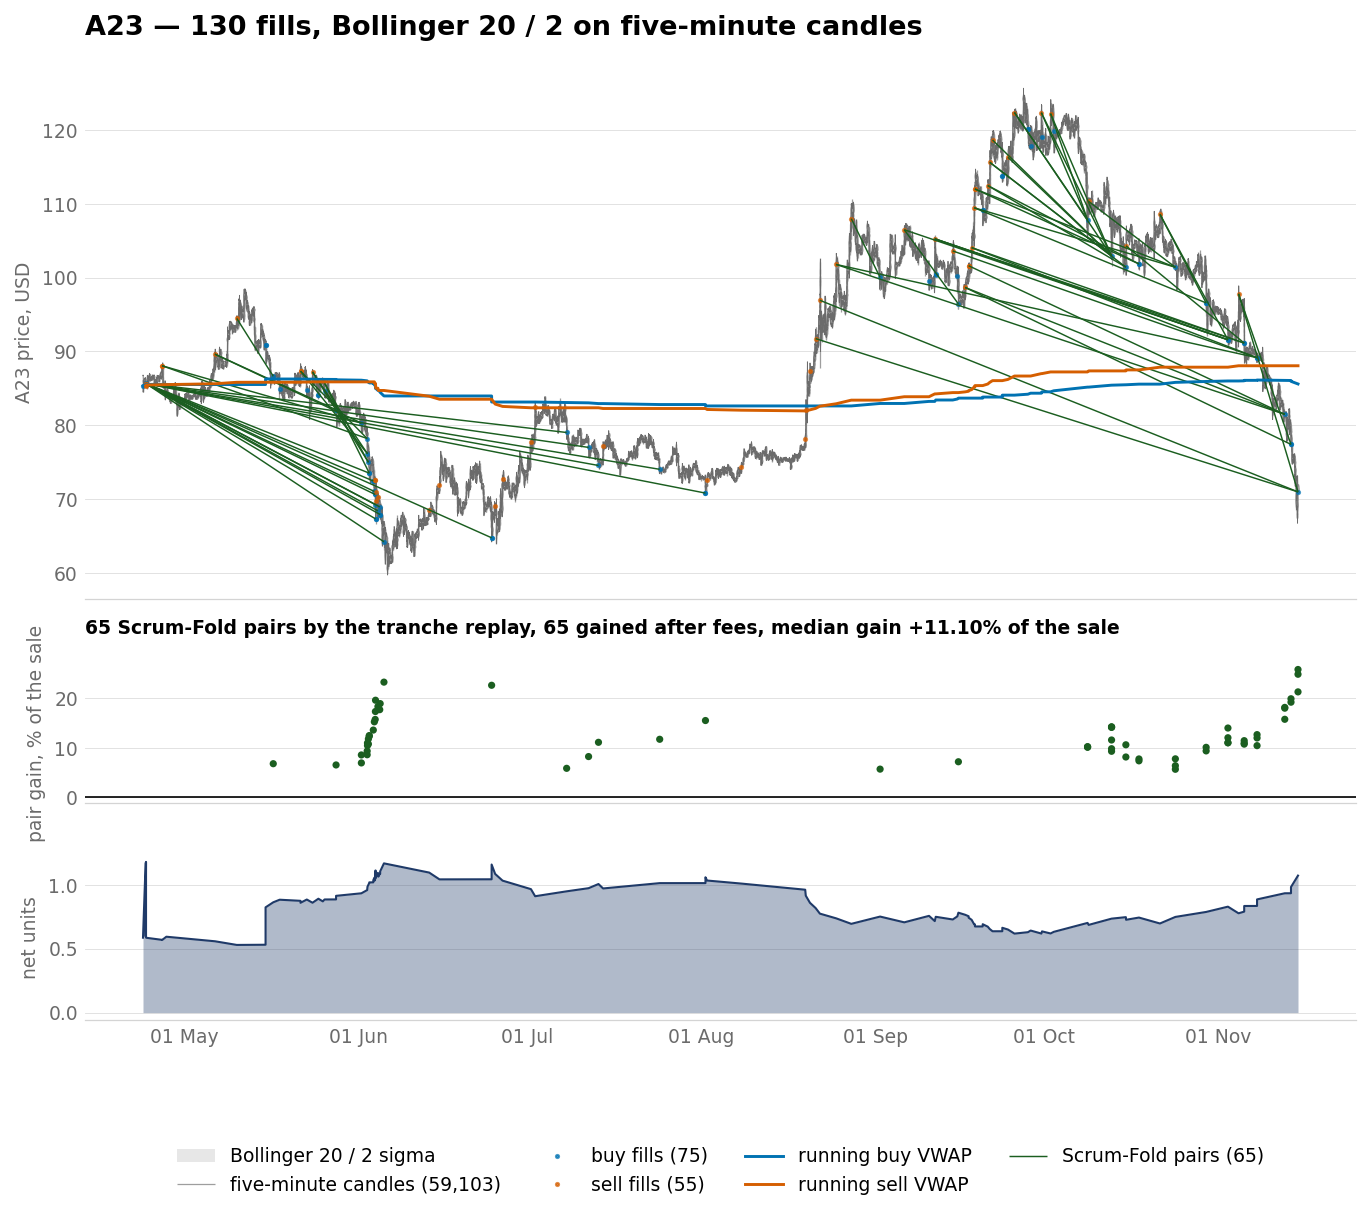 A23 — 130 fills, Bollinger 20 / 2 on five-minute candles
A23 price, USD
120
110
100
90
80
70
60
65 Scrum-Fold pairs by the tranche replay, 65 gained after fees, median gain +11.10% of the sale
pair gain, % of the sale
20
10
0
net units
1.0
0.5
0.0
01 May
01 Jun
01 Jul
01 Aug
01 Sep
01 Oct
01 Nov
Bollinger 20 / 2 sigma
five-minute candles (59,103)
buy fills (75)
sell fills (55)
running buy VWAP
running sell VWAP
Scrum-Fold pairs (65)